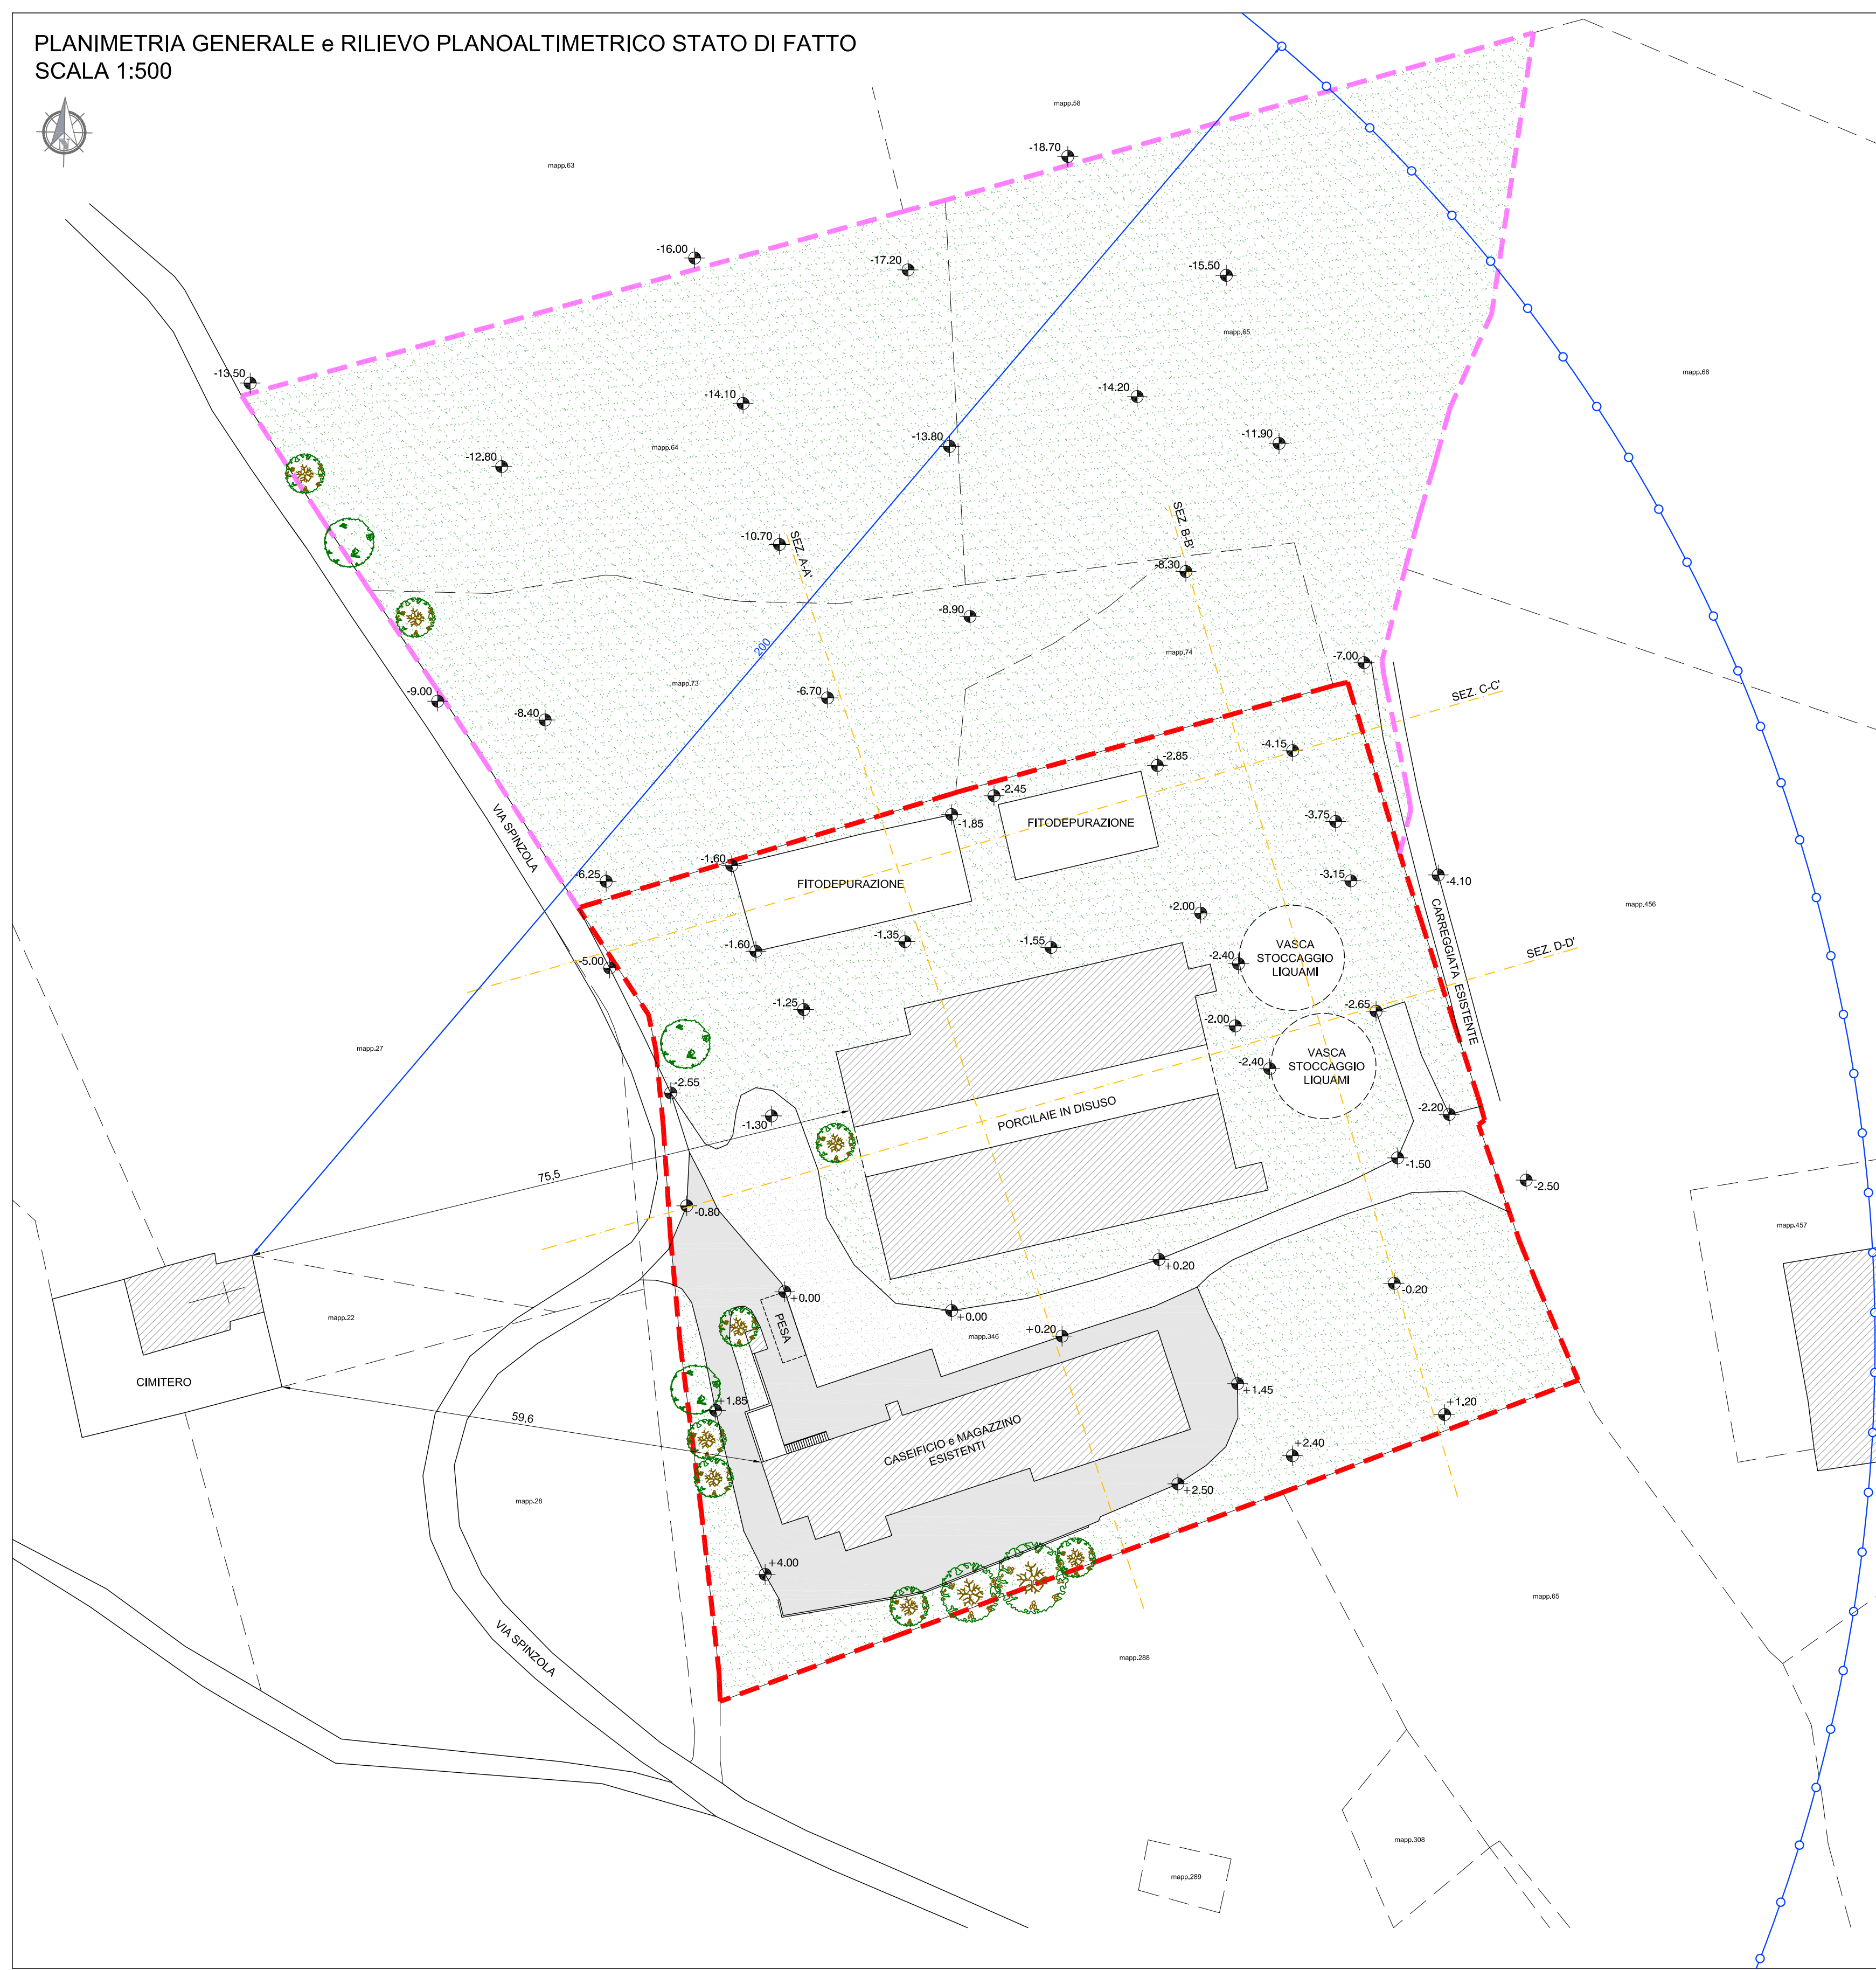 PLANIMETRIA GENERALE e RILIEVO PLANOALTIMETRICO STATO DI FATTO
SCALA 1:500
mapp.58
-18.70
mapp.63
-16.00
-17.20
-15.50
mapp.65
mapp.68
-13.50
-14.10
-14.20
-13.80
-11.90
mapp.64
-12.80
SEZ. B-B'
-10.70
SEZ. A-A'
-8.30
-8.90
200
mapp.74
-7.00
mapp.73
-6.70
SEZ. C-C'
-9.00
-8.40
-4.15
-2.85
-2.45
VIA SPINZOLA
-1.85
FITODEPURAZIONE
-3.75
-1.60
-6.25
FITODEPURAZIONE
-3.15
-4.10
mapp.456
-2.00
CARREGGIATA ESISTENTE
-1.60
-1.35
-1.55
VASCA
STOCCAGGIO
LIQUAMI
-2.40
SEZ. D-D'
-5.00
-1.25
-2.65
-2.00
mapp.27
VASCA
STOCCAGGIO
LIQUAMI
-2.40
-2.55
-1.30
PORCILAIE IN DISUSO
-2.20
-1.50
75,5
-2.50
-0.80
mapp.457
+0.20
-0.20
+0.00
+0.00
PESA
mapp.22
mapp.346
+0.20
CIMITERO
+1.45
+1.85
+1.20
59,6
CASEIFICIO e MAGAZZINO
ESISTENTI
+2.40
+2.50
mapp.28
+4.00
mapp.65
VIA SPINZOLA
mapp.288
mapp.308
mapp.289